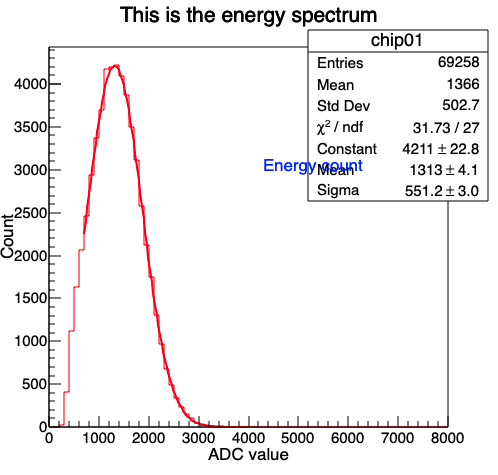 This is the energy spectrum
chip01
Entries 69258
Mean 1366
Std Dev 502.7
χ² / ndf 31.73 / 27
Constant 4211 ± 22.8
Mean 1313 ± 4.1
Sigma 551.2 ± 3.0
Energy count
Count
4000
3500
3000
2500
2000
1500
1000
500
0
0 1000 2000 3000 4000 5000 6000 7000 8000
ADC value